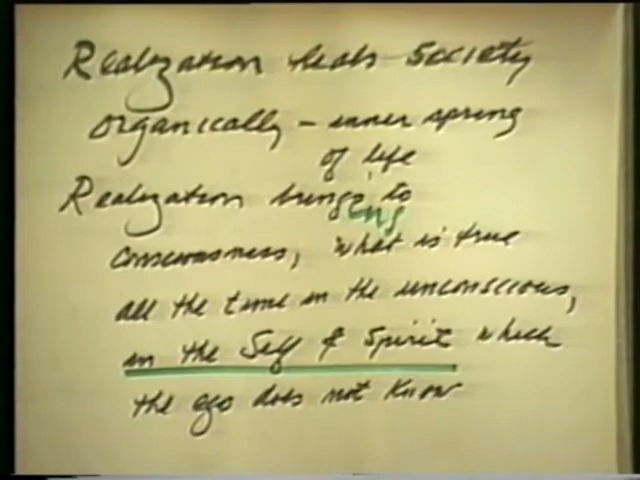 Realization heals society
organically – inner spring
of life
Realization brings to
ing
consciousness, what is true
all the time in the unconscious,
in the Self & Spirit which
the ego does not know